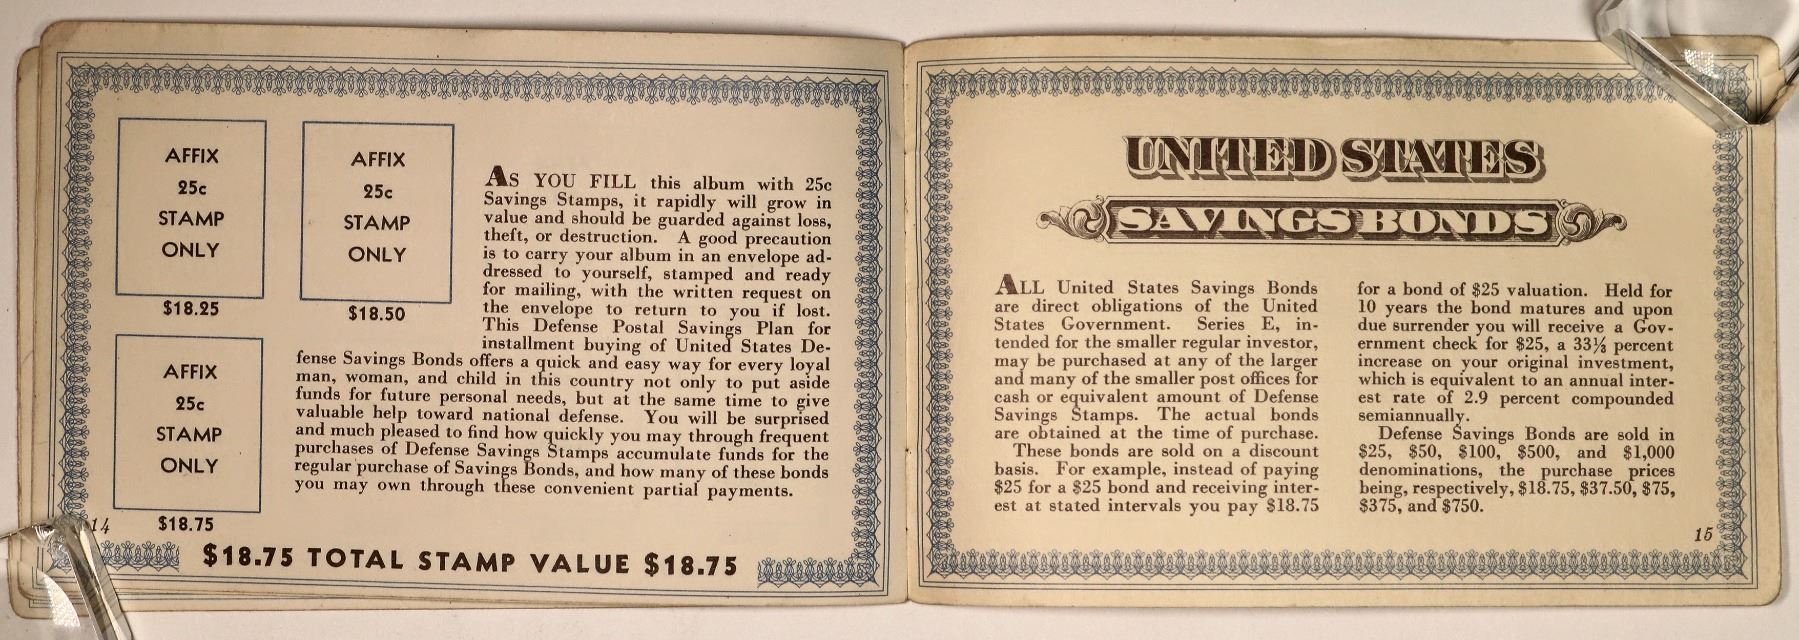 AFFIX
25c
STAMP
ONLY
$18.25
AFFIX
25c
STAMP
ONLY
$18.50
AFFIX
25c
STAMP
ONLY
$18.75
AS YOU FILL this album with 25c
Savings Stamps, it rapidly will grow in
value and should be guarded against loss,
theft, or destruction. A good precaution
is to carry your album in an envelope ad-
dressed to yourself, stamped and ready
for mailing, with the written request on
the envelope to return to you if lost.
This Defense Postal Savings Plan for
installment buying of United States De-
fense Savings Bonds offers a quick and easy way for every loyal
man, woman, and child in this country not only to put aside
funds for future personal needs, but at the same time to give
valuable help toward national defense. You will be surprised
and much pleased to find how quickly you may through frequent
purchases of Defense Savings Stamps accumulate funds for the
regular purchase of Savings Bonds, and how many of these bonds
you may own through these convenient partial payments.
14
$18.75 TOTAL STAMP VALUE $18.75
UNITED STATES
SAVINGS BONDS
ALL United States Savings Bonds
are direct obligations of the United
States Government. Series E, in-
tended for the smaller regular investor,
may be purchased at any of the larger
and many of the smaller post offices for
cash or equivalent amount of Defense
Savings Stamps. The actual bonds
are obtained at the time of purchase.
These bonds are sold on a discount
basis. For example, instead of paying
$25 for a $25 bond and receiving inter-
est at stated intervals you pay $18.75
for a bond of $25 valuation. Held for
10 years the bond matures and upon
due surrender you will receive a Gov-
ernment check for $25, a 33⅓ percent
increase on your original investment,
which is equivalent to an annual inter-
est rate of 2.9 percent compounded
semiannually.
Defense Savings Bonds are sold in
$25, $50, $100, $500, and $1,000
denominations, the purchase prices
being, respectively, $18.75, $37.50, $75,
$375, and $750.
15